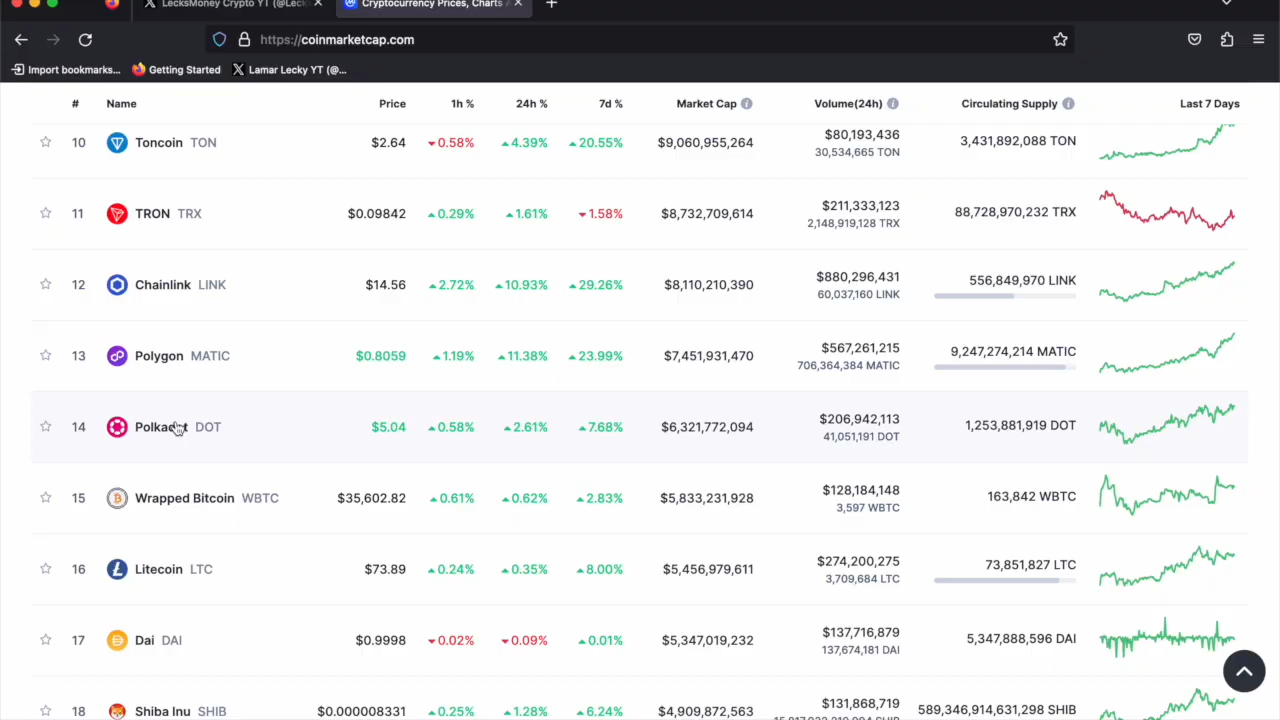 LecksMoney Crypto YT (@Leck
Cryptocurrency Prices, Charts A
https://coinmarketcap.com
Import bookmarks...
Getting Started
Lamar Lecky YT (@...
# Name Price 1h % 24h % 7d % Market Cap Volume(24h) Circulating Supply Last 7 Days
10 Toncoin TON $2.64 0.58% 4.39% 20.55% $9,060,955,264 $80,193,436 3,431,892,088 TON
30,534,665 TON
11 TRON TRX $0.09842 0.29% 1.61% 1.58% $8,732,709,614 $211,333,123 88,728,970,232 TRX
2,148,919,128 TRX
12 Chainlink LINK $14.56 2.72% 10.93% 29.26% $8,110,210,390 $880,296,431 556,849,970 LINK
60,037,160 LINK
13 Polygon MATIC $0.8059 1.19% 11.38% 23.99% $7,451,931,470 $567,261,215 9,247,274,214 MATIC
706,364,384 MATIC
14 Polkadot DOT $5.04 0.58% 2.61% 7.68% $6,321,772,094 $206,942,113 1,253,881,919 DOT
41,051,191 DOT
15 Wrapped Bitcoin WBTC $35,602.82 0.61% 0.62% 2.83% $5,833,231,928 $128,184,148 163,842 WBTC
3,597 WBTC
16 Litecoin LTC $73.89 0.24% 0.35% 8.00% $5,456,979,611 $274,200,275 73,851,827 LTC
3,709,684 LTC
17 Dai DAI $0.9998 0.02% 0.09% 0.01% $5,347,019,232 $137,716,879 5,347,888,596 DAI
137,674,181 DAI
18 Shiba Inu SHIB $0.000008331 0.25% 1.28% 6.24% $4,909,872,563 $131,868,719 589,346,914,631,298 SHIB